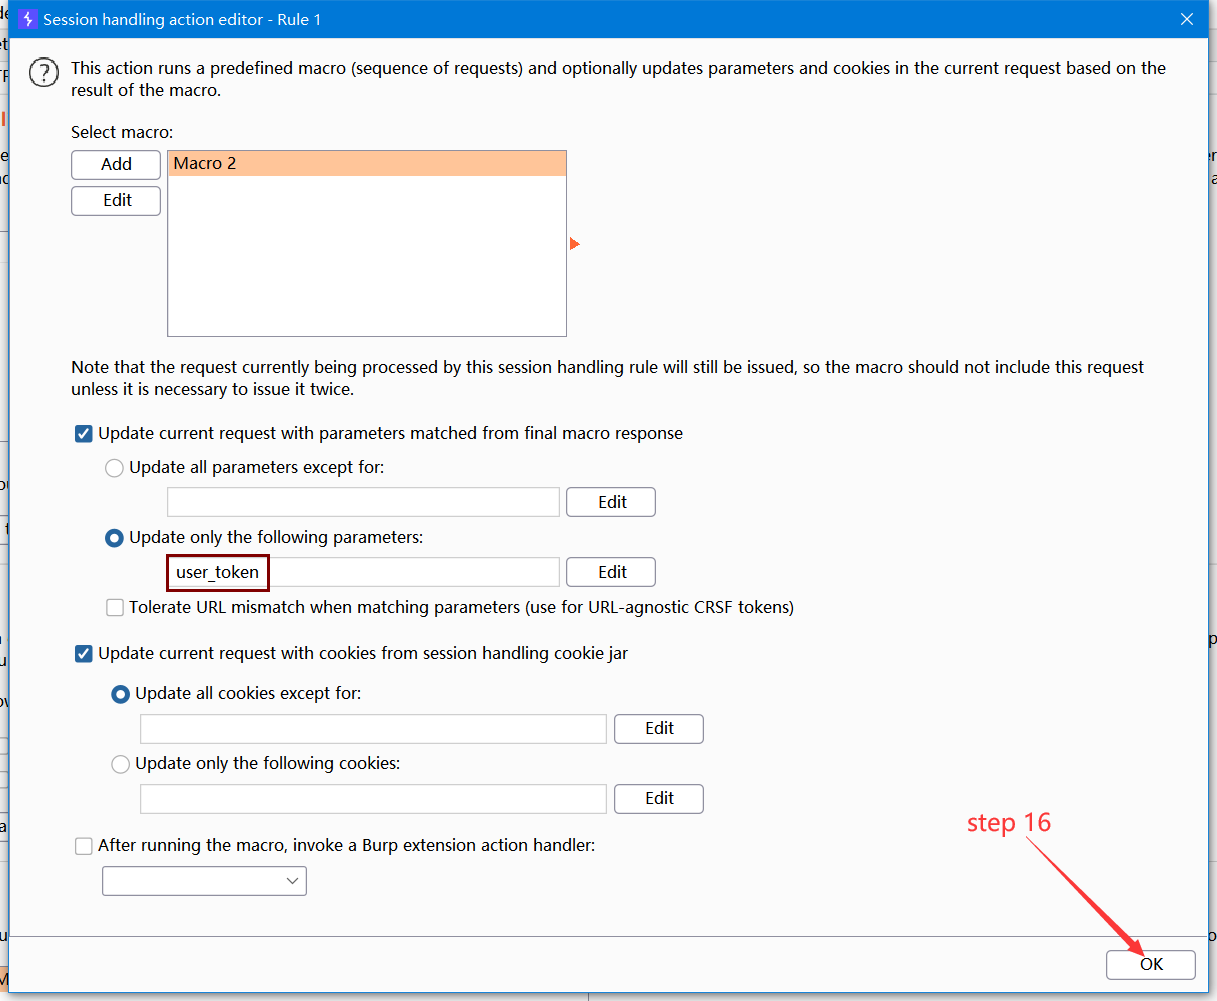 Session handling action editor - Rule 1
This action runs a predefined macro (sequence of requests) and optionally updates parameters and cookies in the current request based on the
result of the macro.
Select macro:
Add
Macro 2
Edit
Note that the request currently being processed by this session handling rule will still be issued, so the macro should not include this request
unless it is necessary to issue it twice.
Update current request with parameters matched from final macro response
Update all parameters except for:
Edit
Update only the following parameters:
user_token
Edit
Tolerate URL mismatch when matching parameters (use for URL-agnostic CRSF tokens)
Update current request with cookies from session handling cookie jar
Update all cookies except for:
Edit
Update only the following cookies:
Edit
step 16
After running the macro, invoke a Burp extension action handler:
OK